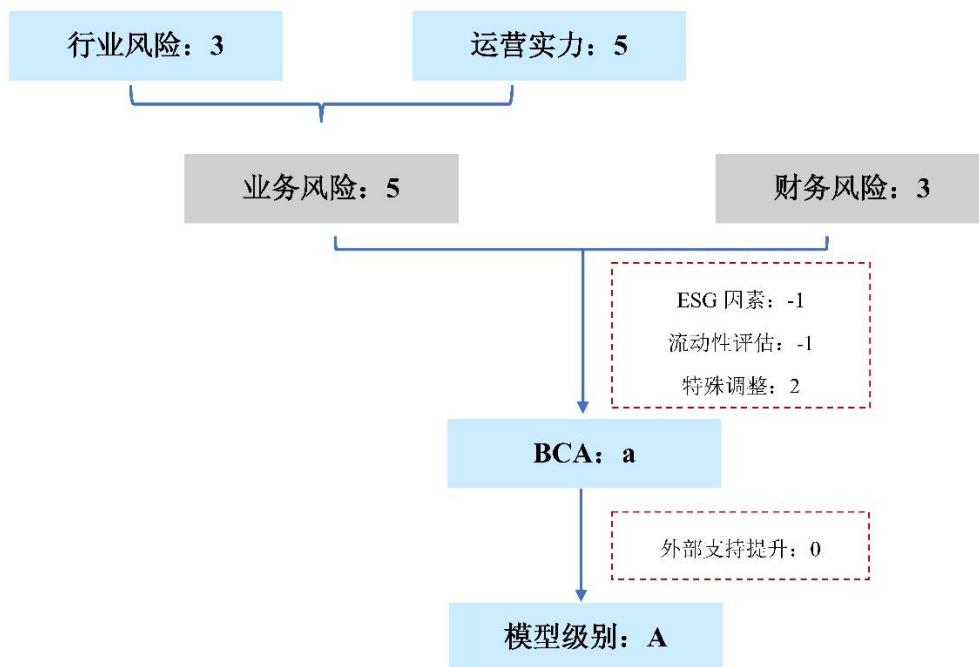 行业风险：3
运营实力：5
业务风险：5
财务风险：3
ESG 因素：-1
流动性评估：-1
特殊调整：2
BCA：a
外部支持提升：0
模型级别：A